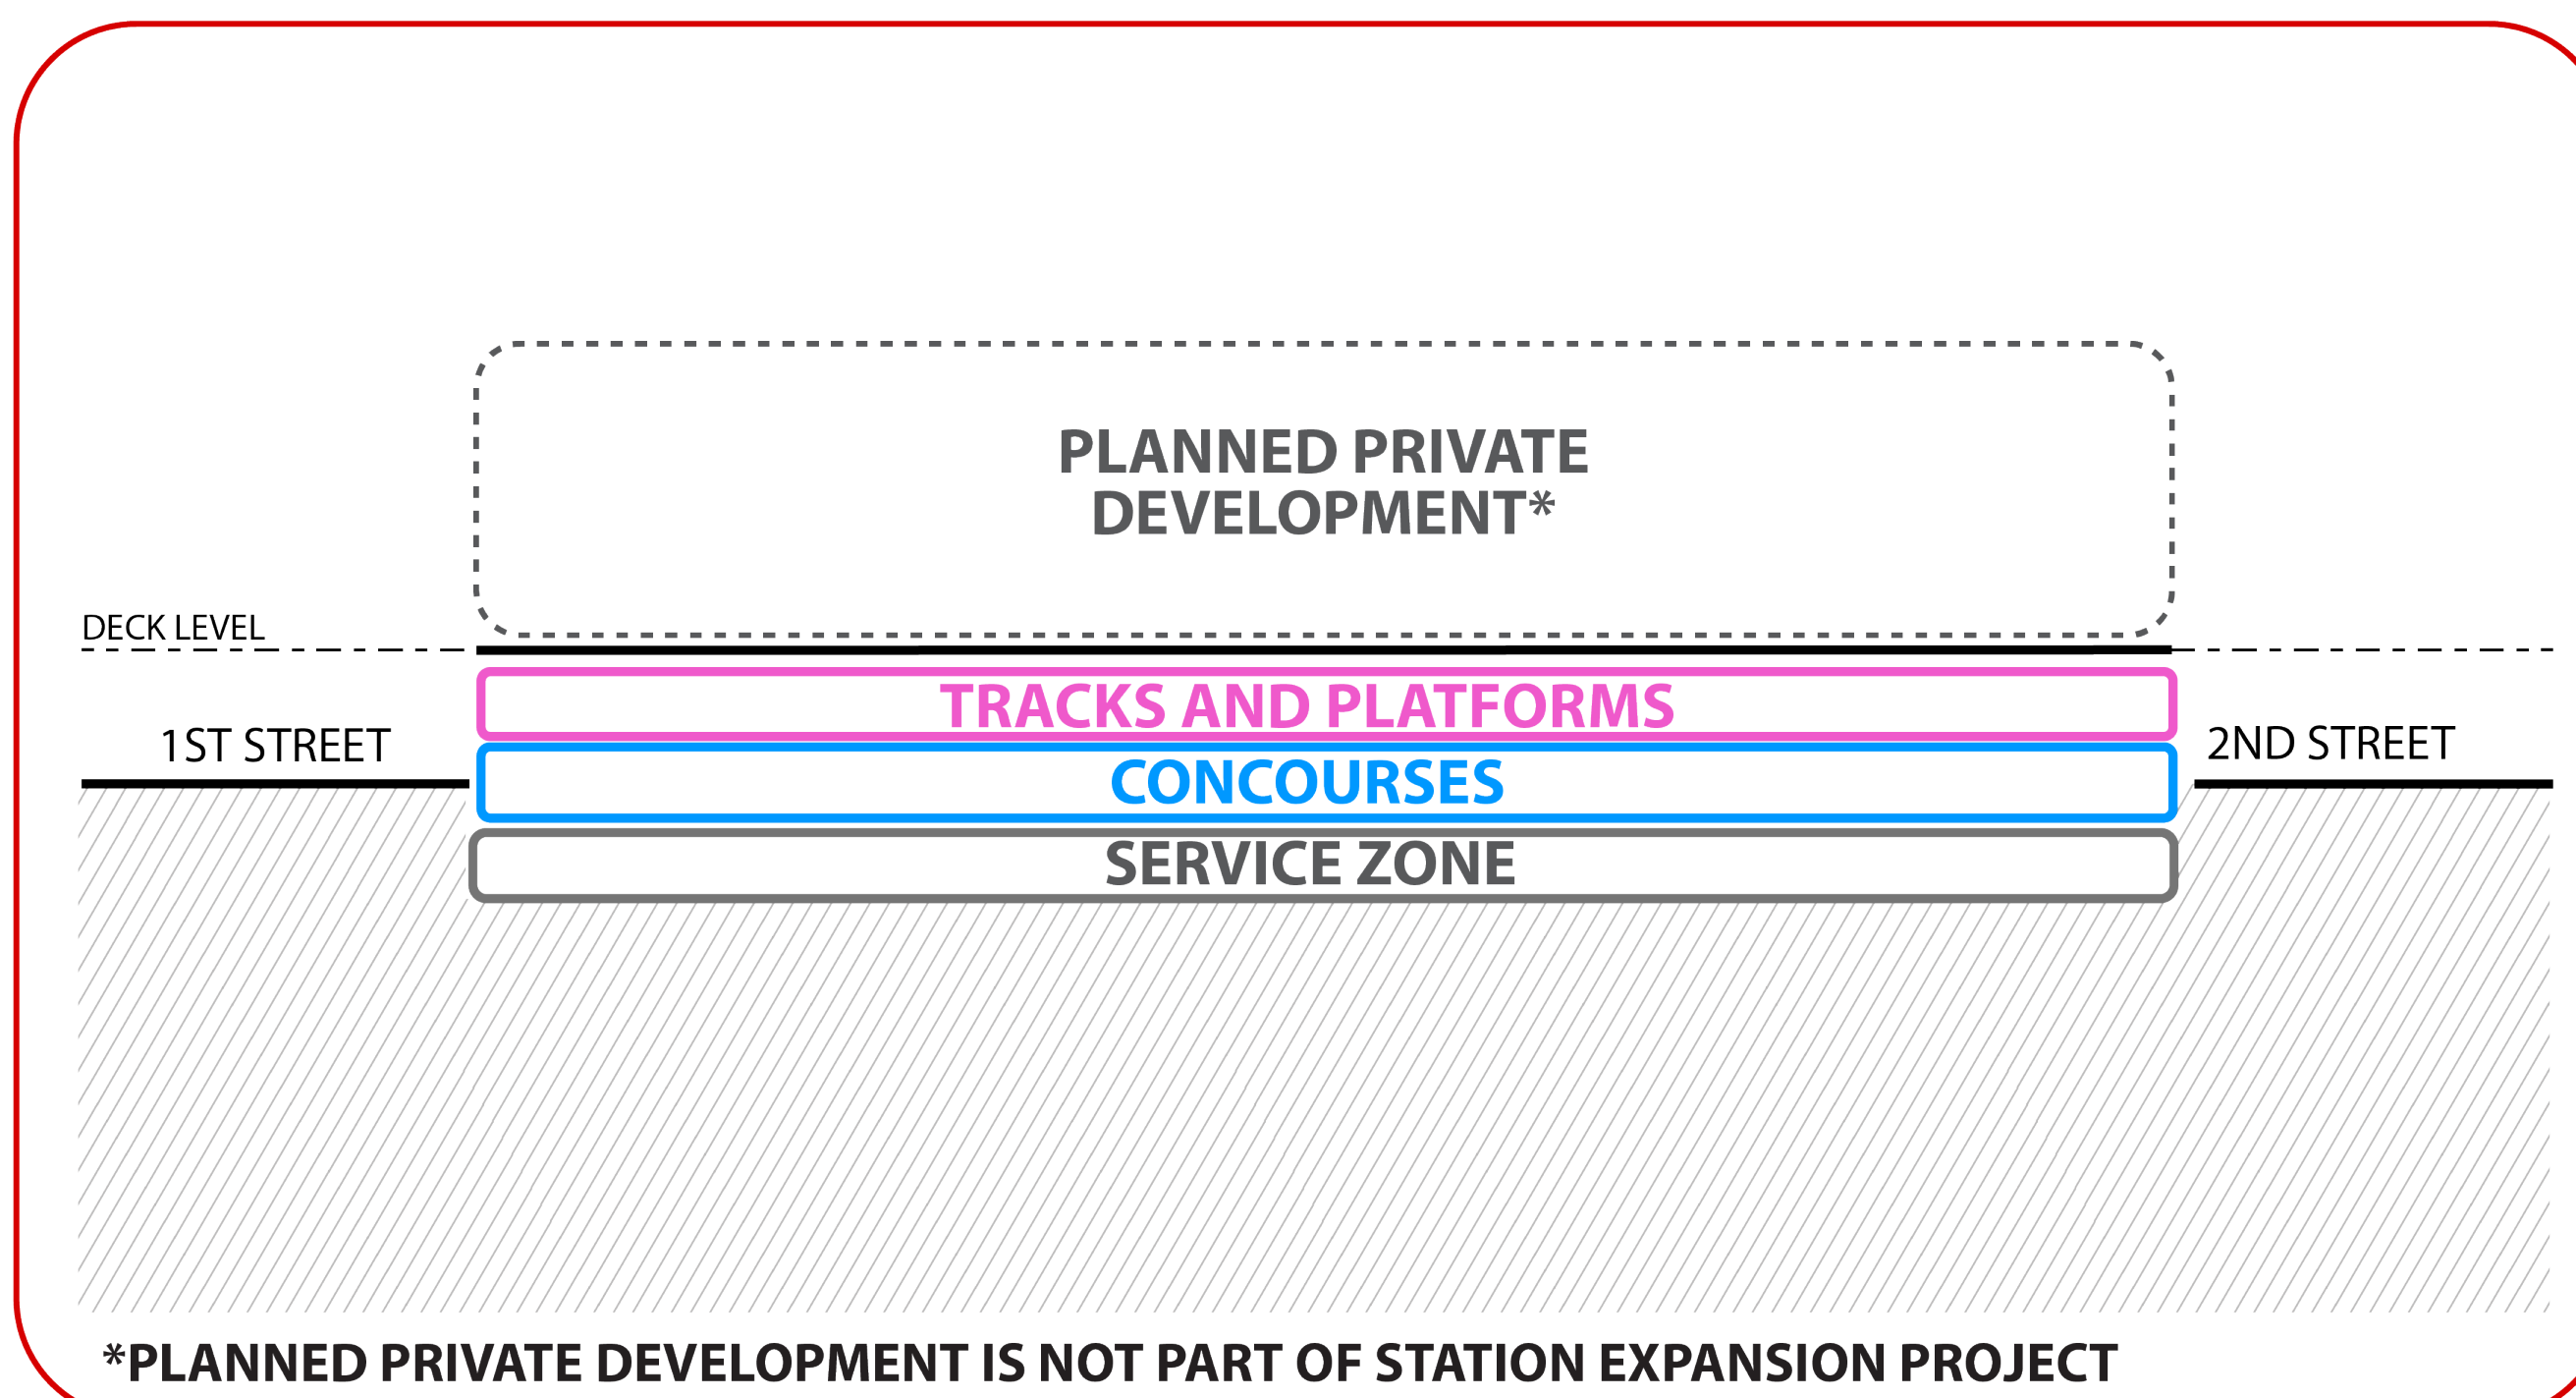 PLANNED PRIVATE
DEVELOPMENT*
DECK LEVEL
TRACKS AND PLATFORMS
1ST STREET
2ND STREET
CONCOURSES
SERVICE ZONE
*PLANNED PRIVATE DEVELOPMENT IS NOT PART OF STATION EXPANSION PROJECT